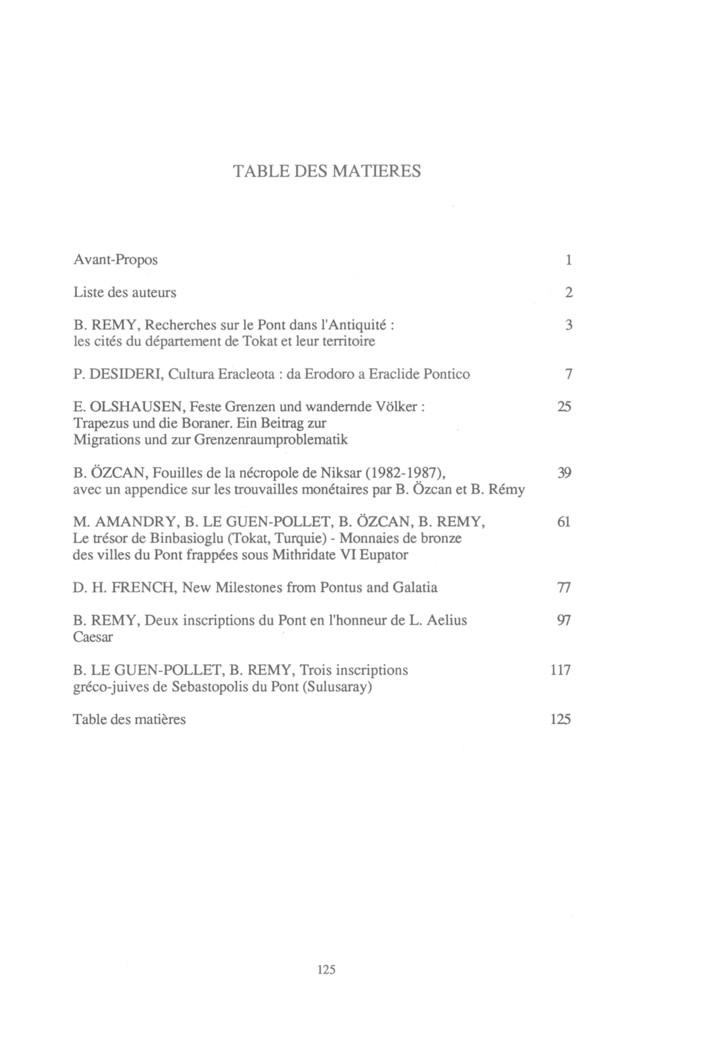 TABLE DES MATIERES
Avant-Propos 1
Liste des auteurs 2
B. REMY, Recherches sur le Pont dans l'Antiquité : 3
les cités du département de Tokat et leur territoire
P. DESIDERI, Cultura Eracleota : da Erodoro a Eraclide Pontico 7
E. OLSHAUSEN, Feste Grenzen und wandernde Völker : 25
Trapezus und die Boraner. Ein Beitrag zur
Migrations und zur Grenzenraumproblematik
B. ÖZCAN, Fouilles de la nécropole de Niksar (1982-1987), 39
avec un appendice sur les trouvailles monétaires par B. Özcan et B. Rémy
M. AMANDRY, B. LE GUEN-POLLET, B. ÖZCAN, B. REMY, 61
Le trésor de Binbasioglu (Tokat, Turquie) - Monnaies de bronze
des villes du Pont frappées sous Mithridate VI Eupator
D. H. FRENCH, New Milestones from Pontus and Galatia 77
B. REMY, Deux inscriptions du Pont en l'honneur de L. Aelius 97
Caesar
B. LE GUEN-POLLET, B. REMY, Trois inscriptions 117
gréco-juives de Sebastopolis du Pont (Sulusaray)
Table des matières 125
125